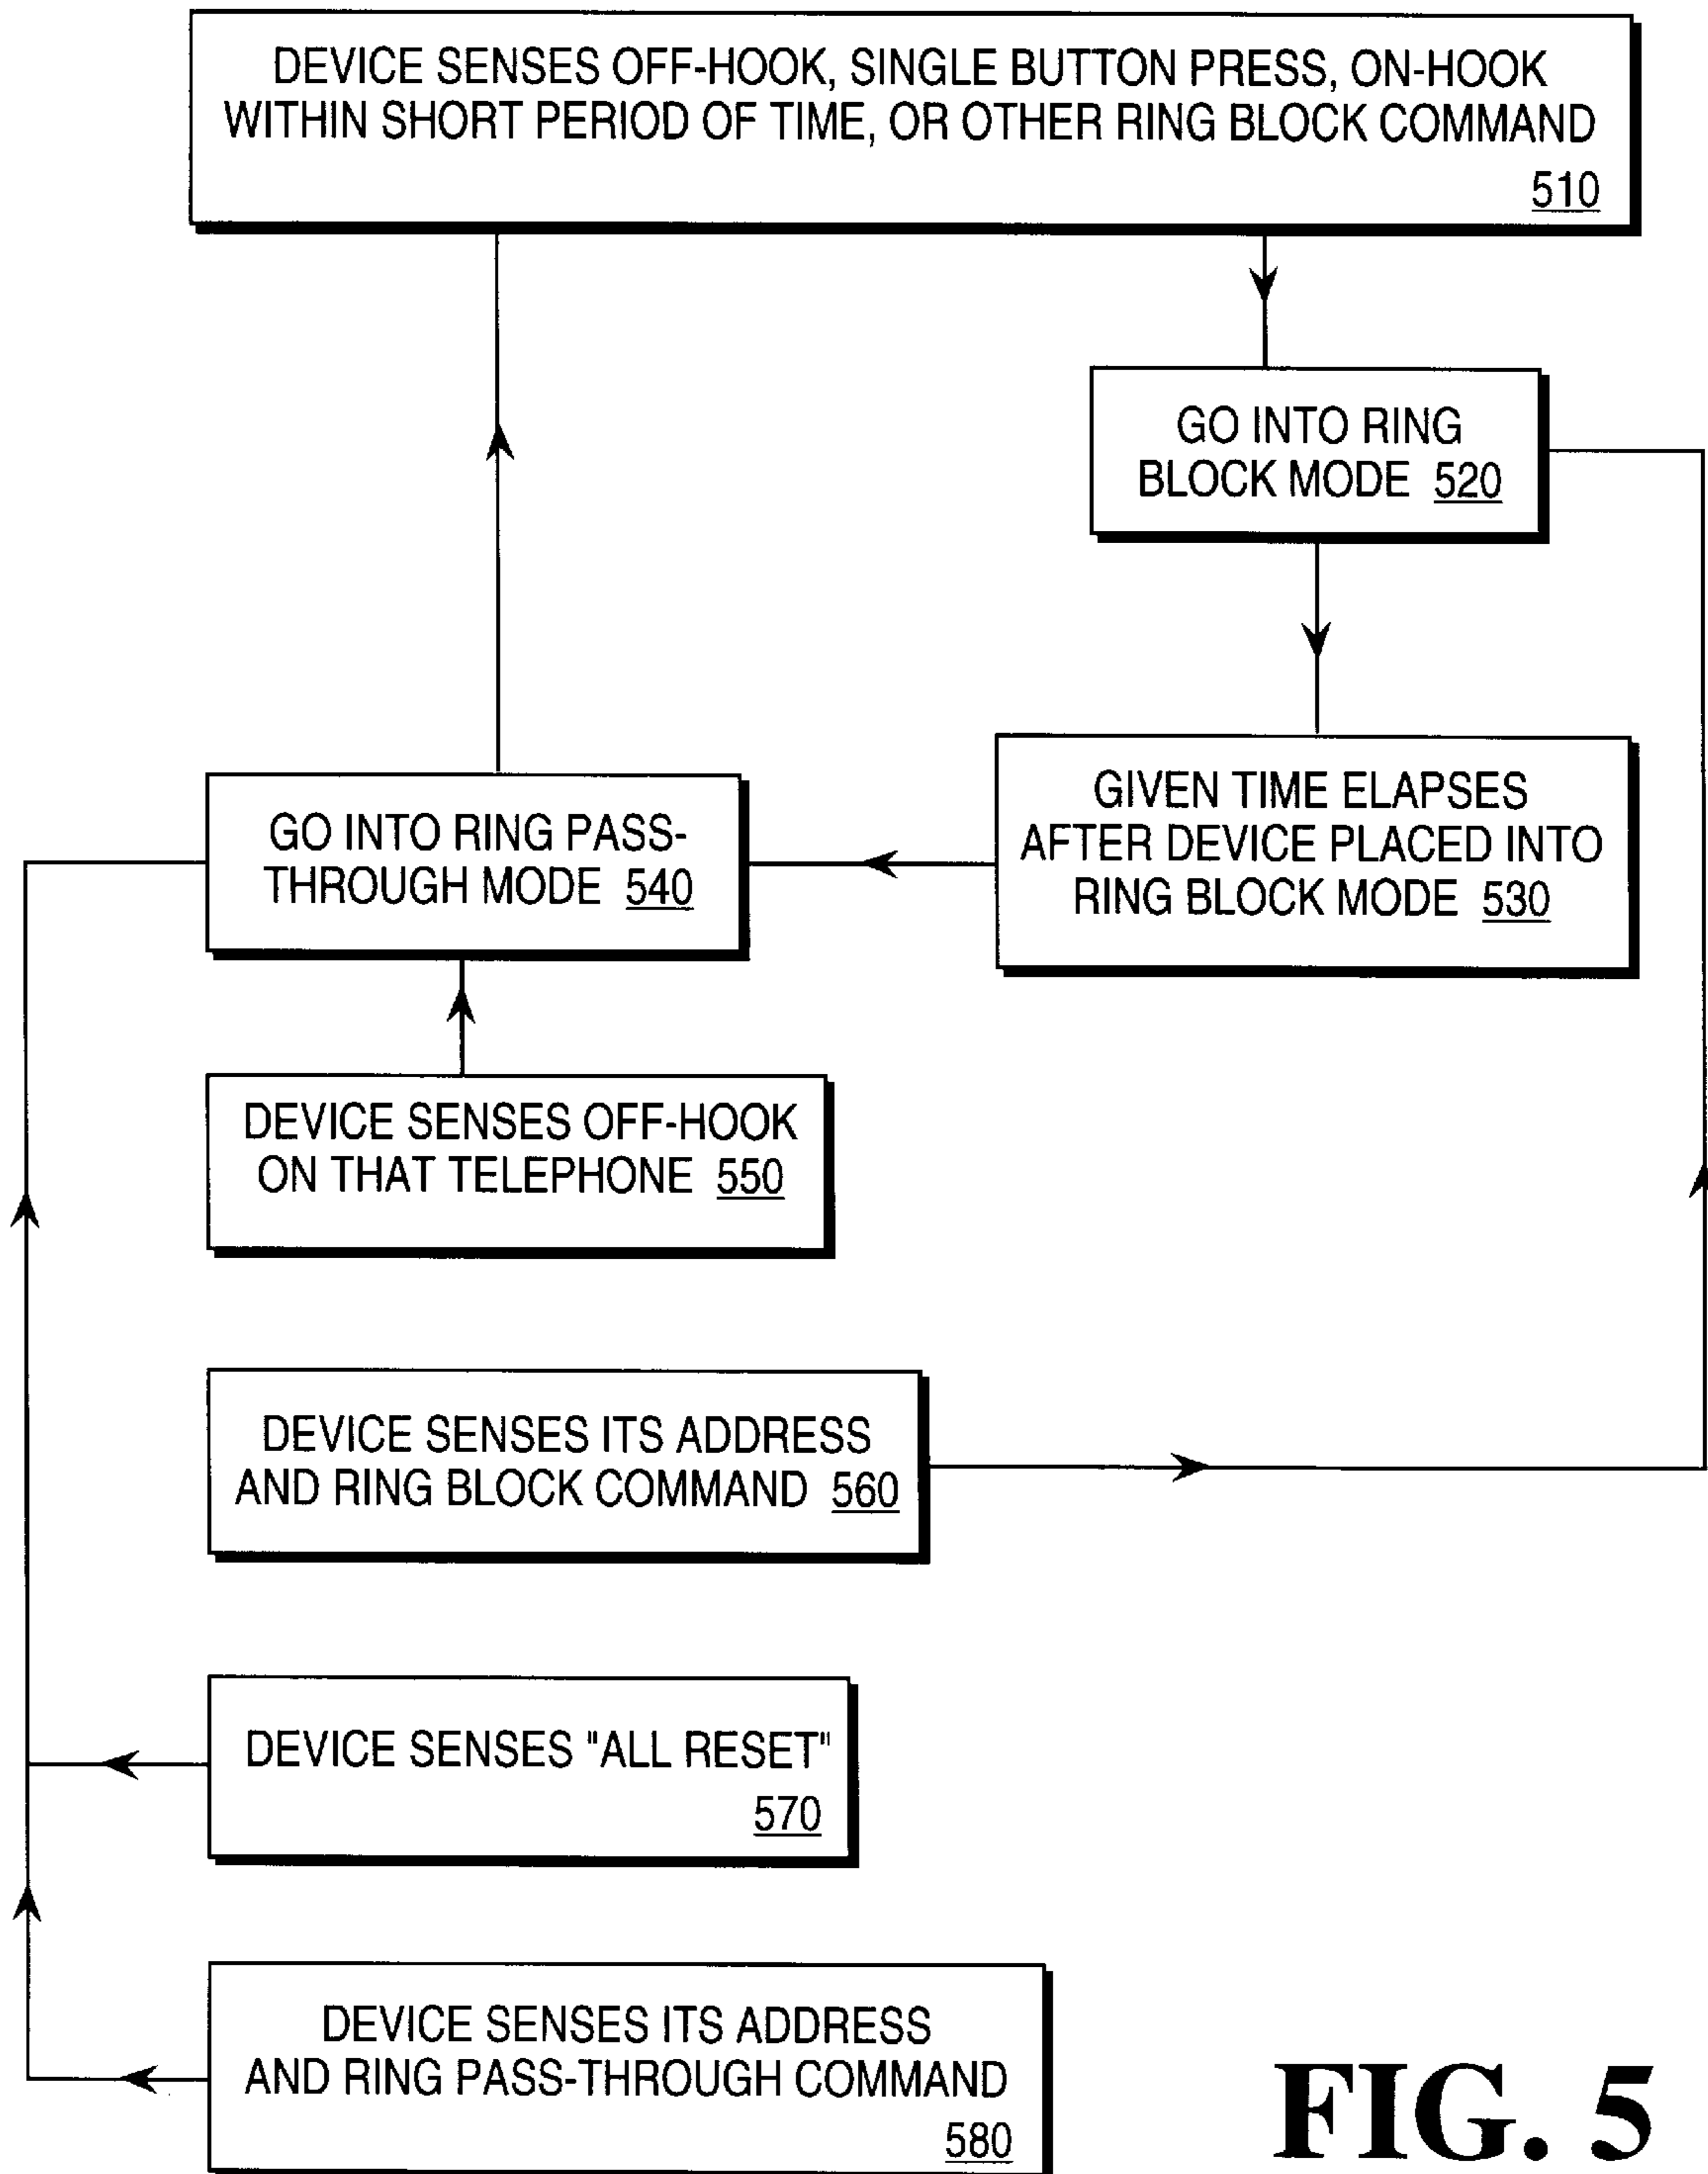 DEVICE SENSES OFF-HOOK, SINGLE BUTTON PRESS, ON-HOOK
WITHIN SHORT PERIOD OF TIME, OR OTHER RING BLOCK COMMAND
510
GO INTO RING
BLOCK MODE 520
GIVEN TIME ELAPSES
AFTER DEVICE PLACED INTO
RING BLOCK MODE 530
GO INTO RING PASS-
THROUGH MODE 540
DEVICE SENSES OFF-HOOK
ON THAT TELEPHONE 550
DEVICE SENSES ITS ADDRESS
AND RING BLOCK COMMAND 560
DEVICE SENSES "ALL RESET"
570
DEVICE SENSES ITS ADDRESS
AND RING PASS-THROUGH COMMAND
580
FIG. 5